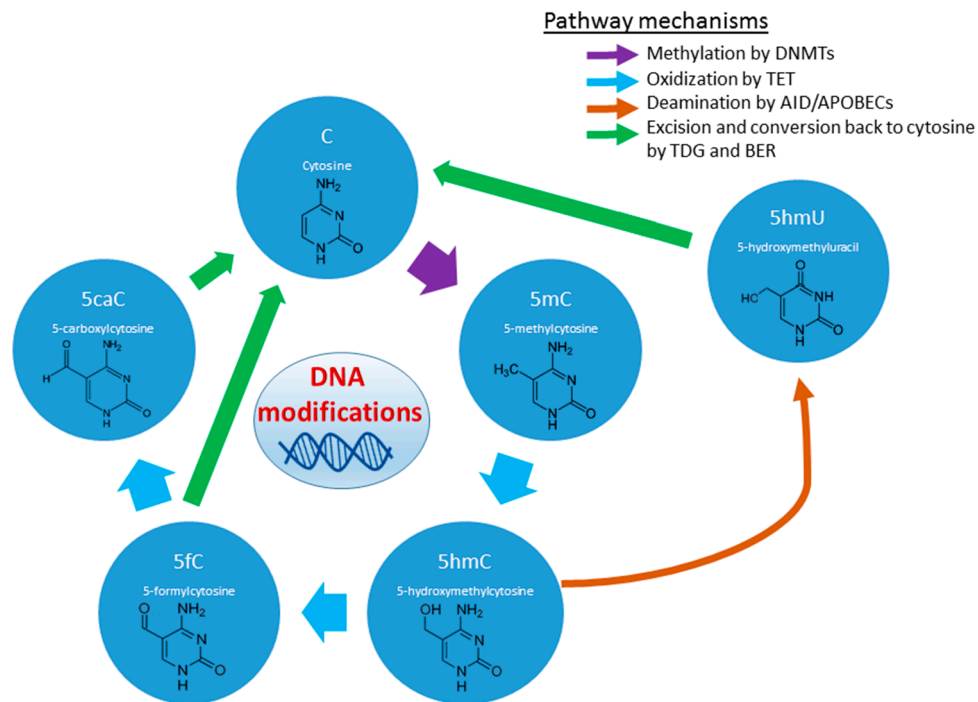 Pathway mechanisms
Methylation by DNMTs
Oxidization by TET
Deamination by AID/APOBECs
Excision and conversion back to cytosine
by TDG and BER
C
Cytosine
NH2
N
N
H
O
5hmU
5-hydroxymethyluracil
O
HO
NH
N
H
O
5caC
5-carboxylcytosine
O
NH2
H
N
N
H
O
5mC
5-methylcytosine
NH2
H3C
N
N
H
O
DNA
modifications
5fC
5-formylcytosine
O
NH2
N
N
H
O
5hmC
5-hydroxymethylcytosine
OH
NH2
N
N
H
O